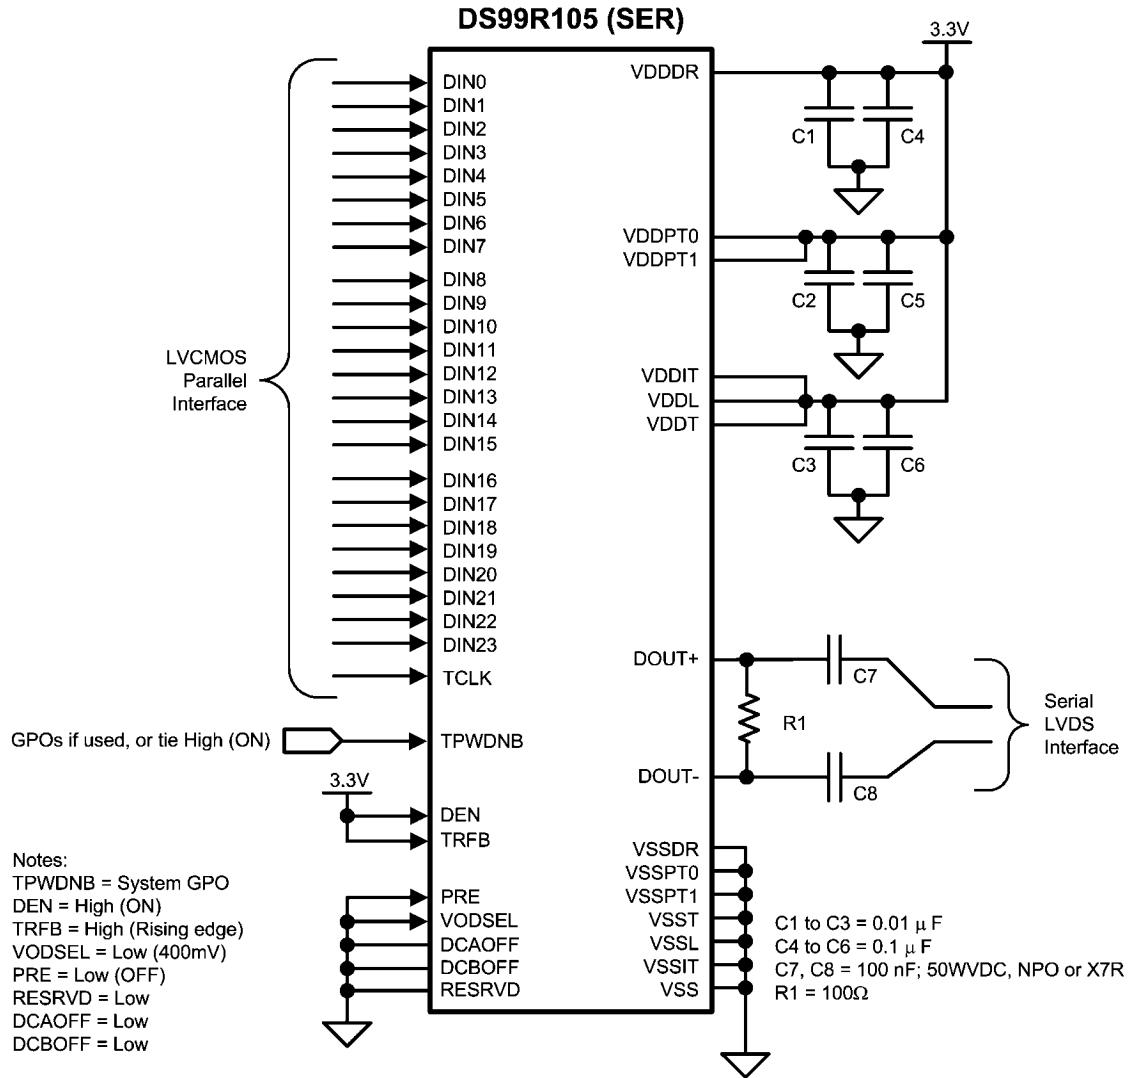 DS99R105 (SER)
3.3V
DIN0
DIN1
DIN2
DIN3
DIN4
DIN5
DIN6
DIN7
DIN8
DIN9
DIN10
DIN11
DIN12
DIN13
DIN14
DIN15
DIN16
DIN17
DIN18
DIN19
DIN20
DIN21
DIN22
DIN23
TCLK
LVCMOS
Parallel
Interface
GPOs if used, or tie High (ON)
TPWDNB
3.3V
DEN
TRFB
PRE
VODSEL
DCAOFF
DCBOFF
RESRVD
Notes:
TPWDNB = System GPO
DEN = High (ON)
TRFB = High (Rising edge)
VODSEL = Low (400mV)
PRE = Low (OFF)
RESRVD = Low
DCAOFF = Low
DCBOFF = Low
VDDDR
C1
C4
VDDPT0
VDDPT1
C2
C5
VDDIT
VDDL
VDDT
C3
C6
DOUT+
C7
R1
DOUT-
C8
Serial
LVDS
Interface
VSSDR
VSSPT0
VSSPT1
VSST
VSSL
VSSIT
VSS
C1 to C3 = 0.01 μF
C4 to C6 = 0.1 μF
C7, C8 = 100 nF; 50WVDC, NPO or X7R
R1 = 100Ω